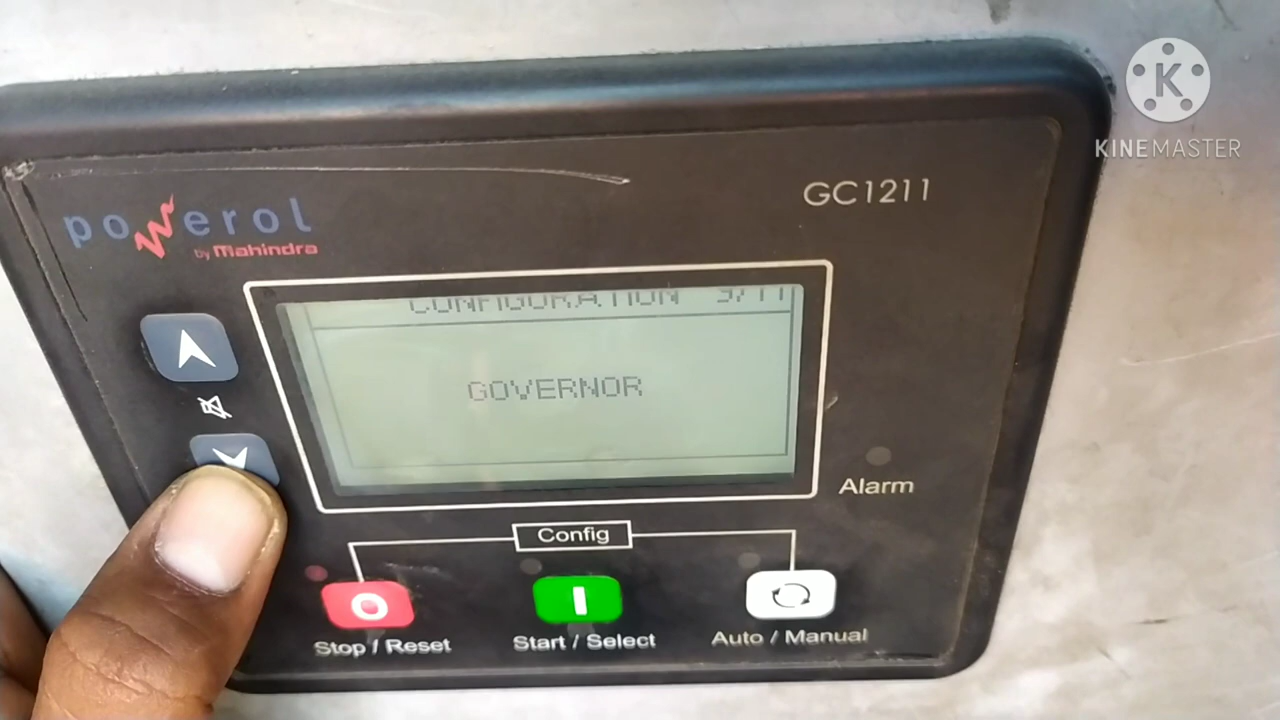 KINEMASTER
powerol
by Mahindra
GC1211
CONFIGURATION
GOVERNOR
Alarm
Config
Stop / Reset
Start / Select
Auto / Manual